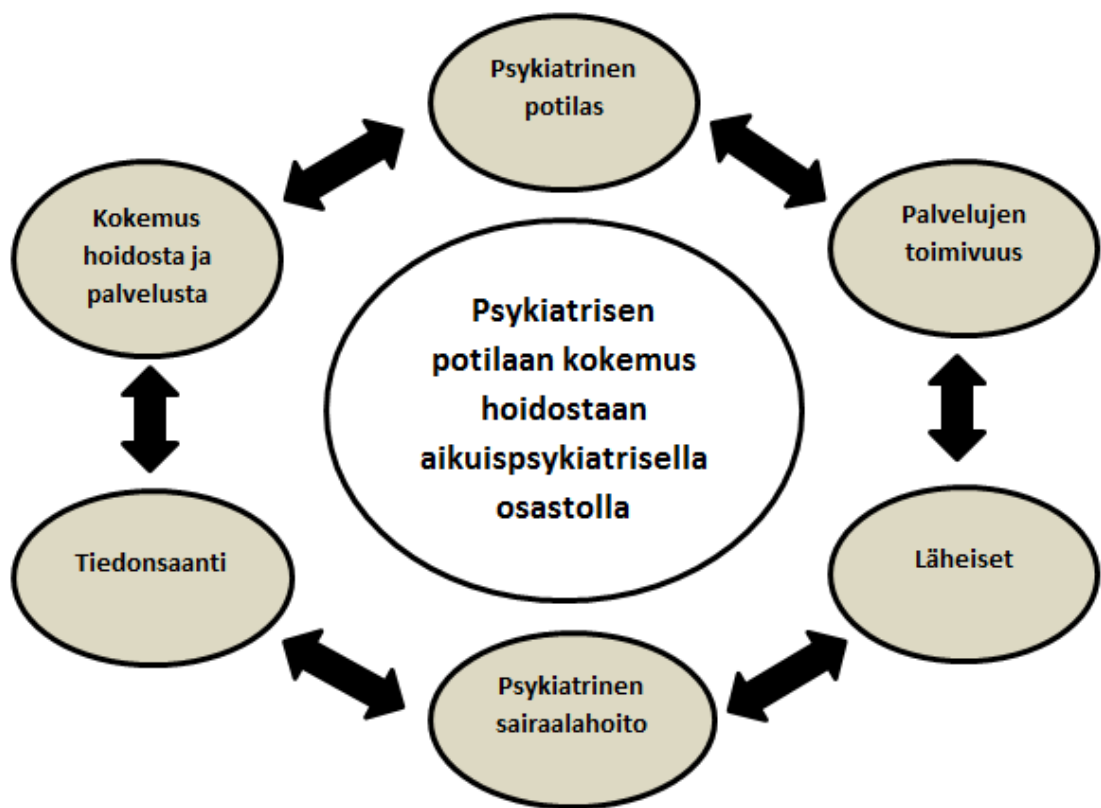 Psykiatrinen
potilas
Kokemus
hoidosta ja
palvelusta
Palvelujen
toimivuus
Psykiatrisen
potilaan kokemus
hoidostaan
aikuispsykiatrisella
osastolla
Tiedonsaanti
Läheiset
Psykiatrinen
sairaalahoito